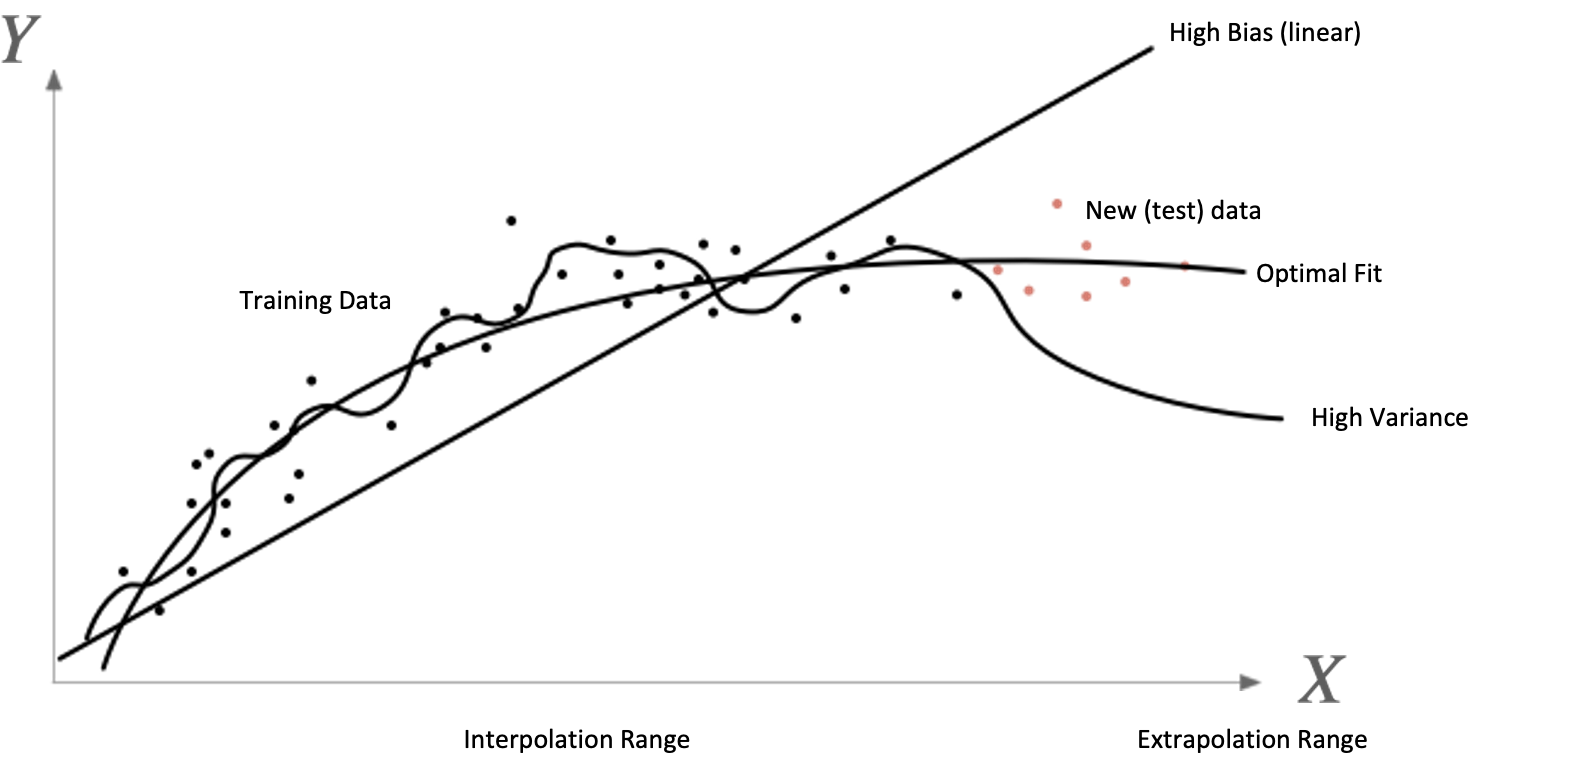 Y
High Bias (linear)
New (test) data
Optimal Fit
Training Data
High Variance
X
Interpolation Range
Extrapolation Range